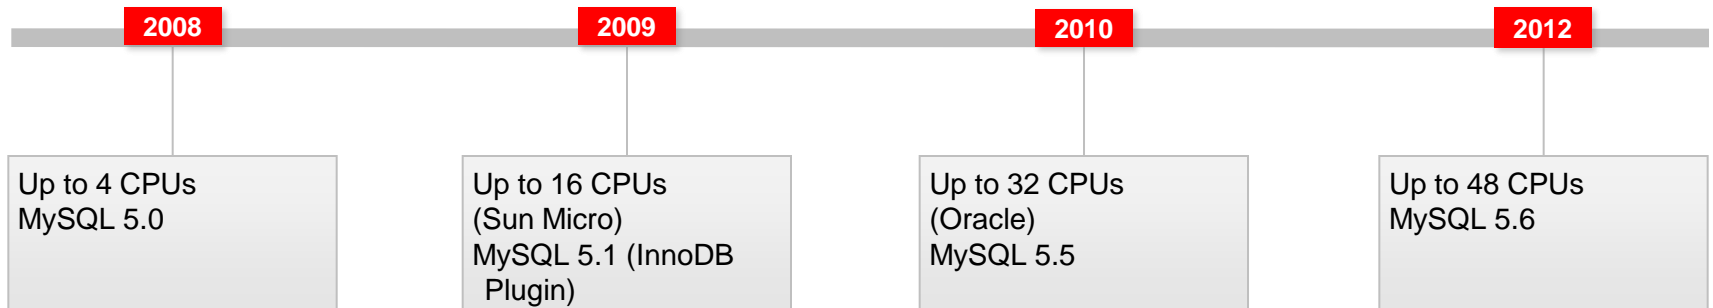 2008
2009
2010
2012
Up to 4 CPUs
MySQL 5.0
Up to 16 CPUs
(Sun Micro)
MySQL 5.1 (InnoDB
Plugin)
Up to 32 CPUs
(Oracle)
MySQL 5.5
Up to 48 CPUs
MySQL 5.6